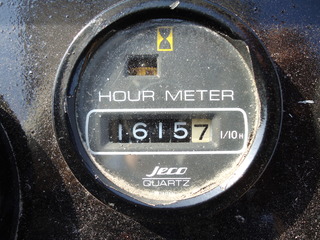 HOUR METER
16157 1/10H
jeco
QUARTZ